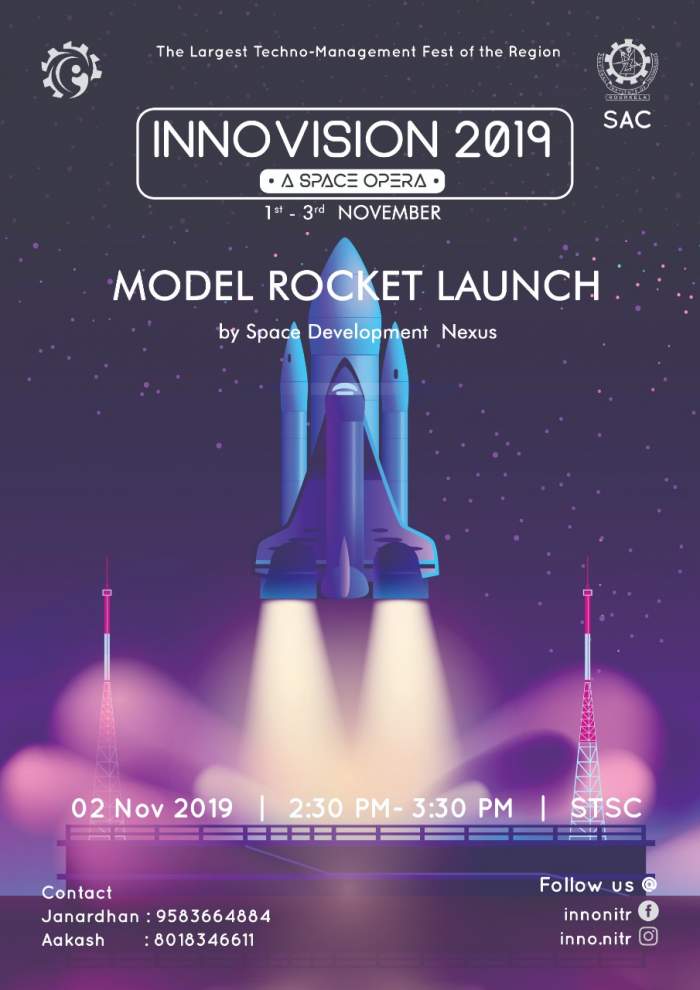 The Largest Techno-Management Fest of the Region
ROURKELA
SAC
INNOVISION 2019
• A SPACE OPERA •
1st - 3rd NOVEMBER
MODEL ROCKET LAUNCH
by Space Development Nexus
02 Nov 2019 | 2:30 PM- 3:30 PM | STSC
Contact
Janardhan : 9583664884
Aakash : 8018346611
Follow us @
innonitr
inno.nitr